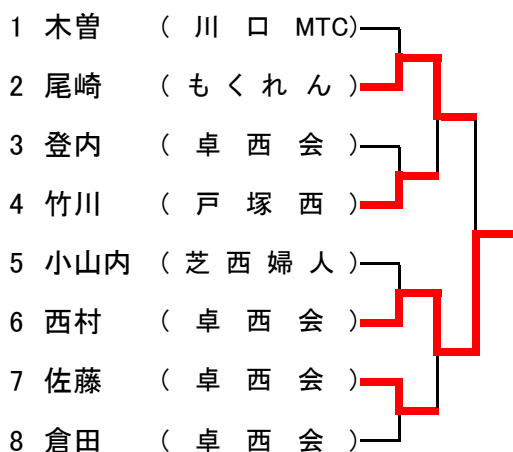 1 木曽 ( 川 口 MTC)
2 尾崎 ( も く れ ん )
3 登内 ( 卓 西 会 )
4 竹川 ( 戸 塚 西 )
5 小山内 ( 芝 西 婦 人 )
6 西村 ( 卓 西 会 )
7 佐藤 ( 卓 西 会 )
8 倉田 ( 卓 西 会 )